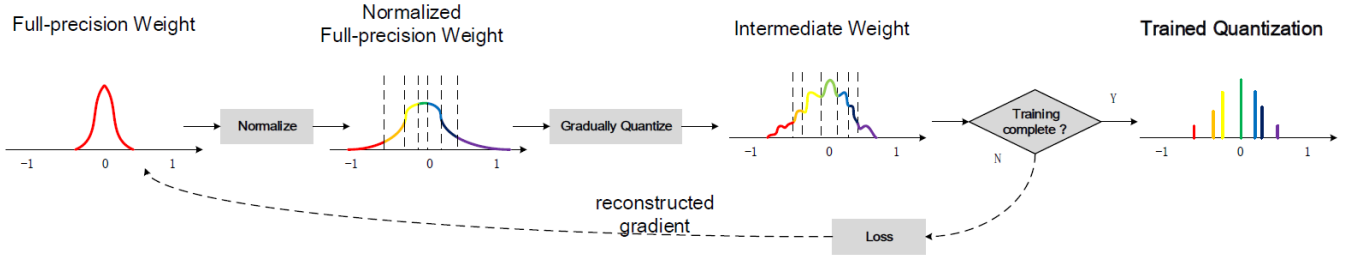 Full-precision Weight
Normalized
Full-precision Weight
Intermediate Weight
Trained Quantization
Normalize
Gradually Quantize
Training
complete ?
Y
N
-1 0 1
-1 0 1
-1 0 1
-1 0 1
reconstructed
gradient
Loss